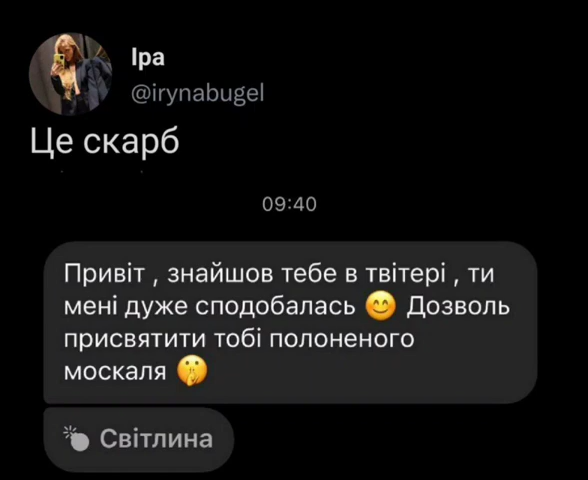 Іра
@irynabugel
Це скарб
09:40
Привіт , знайшов тебе в твітері , ти
мені дуже сподобалась 😊 Дозволь
присвятити тобі полоненого
москаля 🤫
💣 Світлина